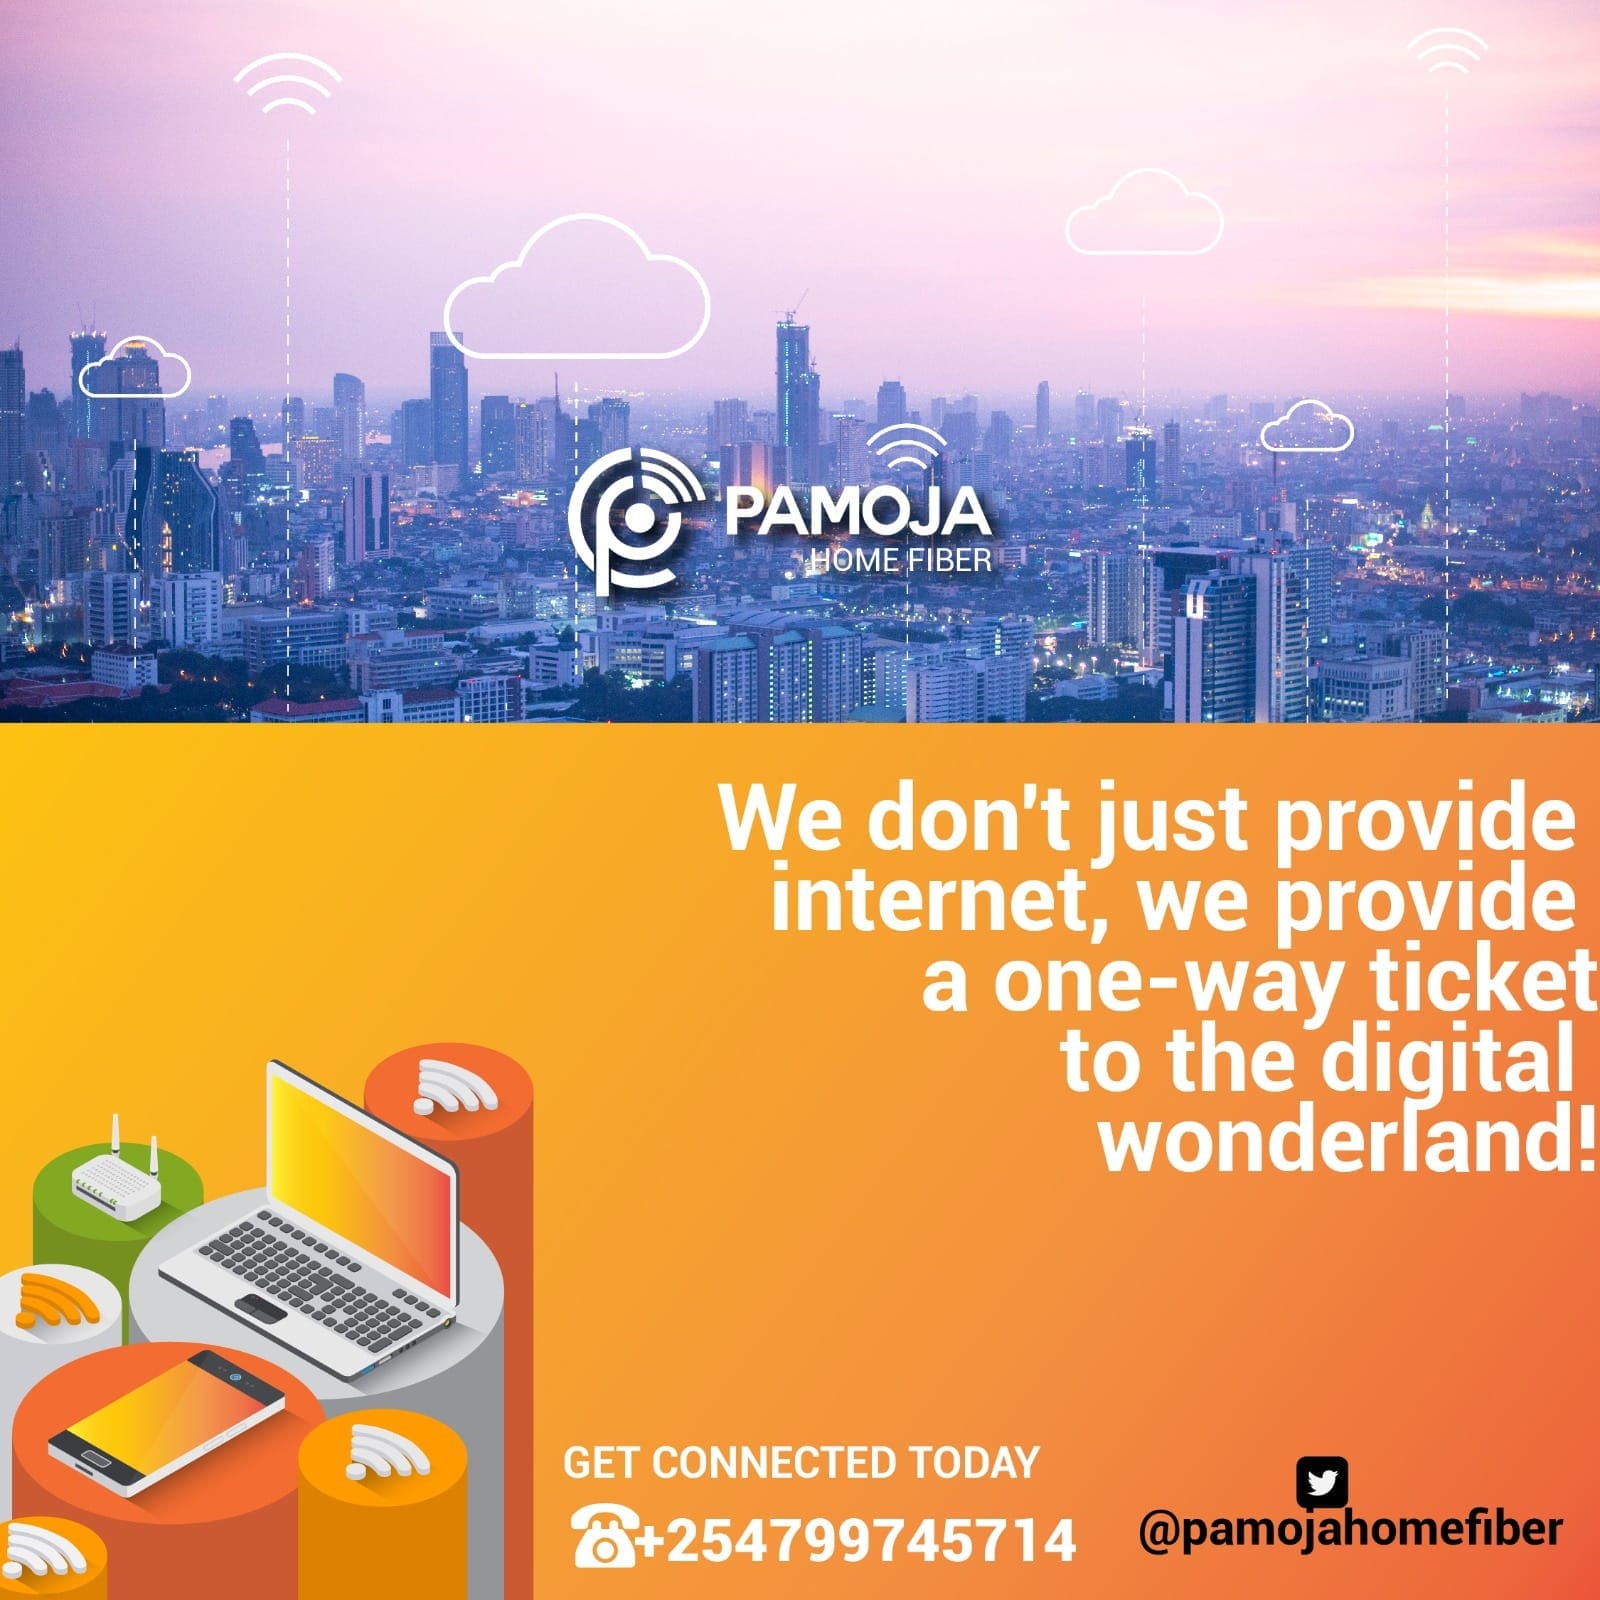 PAMOJA
HOME FIBER
We don't just provide
internet, we provide
a one-way ticket
to the digital
wonderland!
GET CONNECTED TODAY
+254799745714
@pamojahomefiber